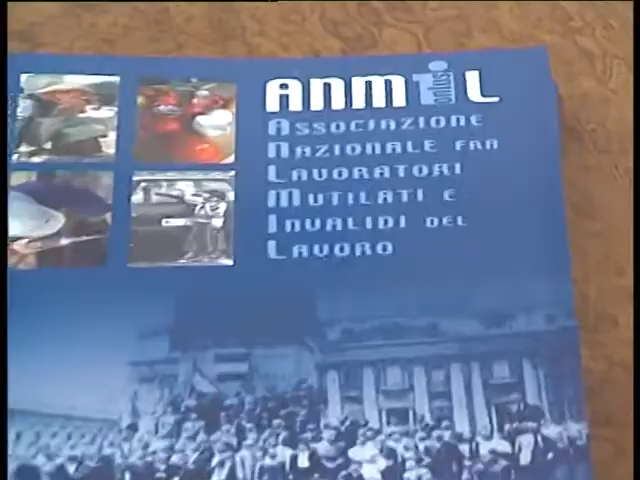 ANMIL
onlus
Associazione
Nazionale fra
Lavoratori
Mutilati e
Invalidi del
Lavoro